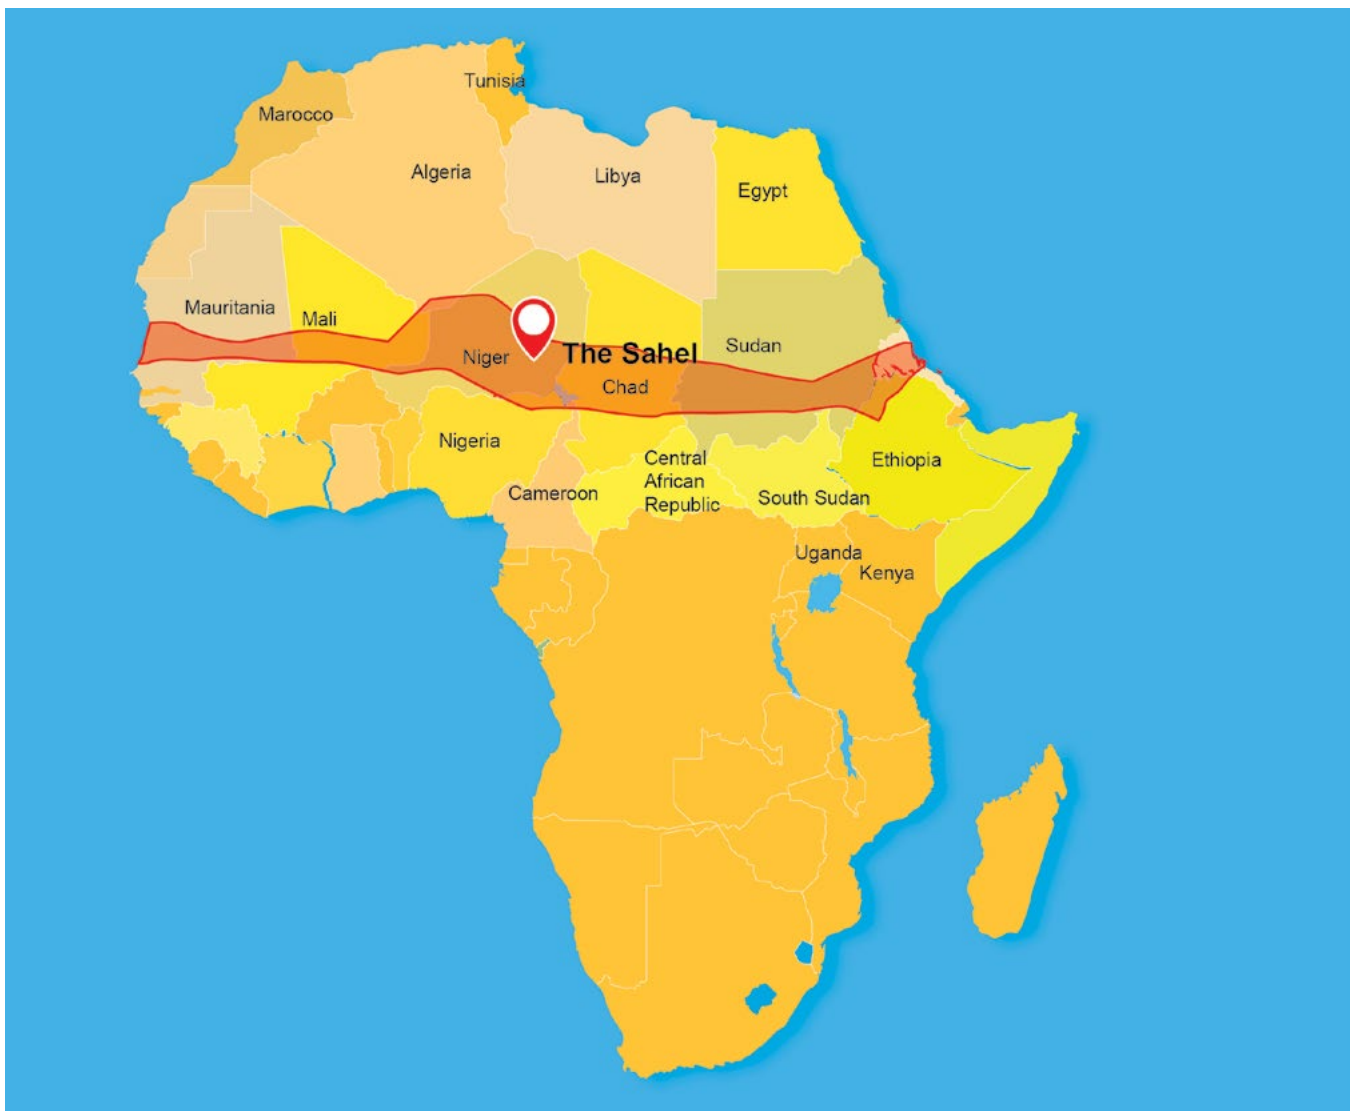 Tunisia
Marocco
Algeria
Libya
Egypt
Mauritania
Mali
Sudan
Niger
The Sahel
Chad
Nigeria
Central
African
Republic
Ethiopia
Cameroon
South Sudan
Uganda
Kenya